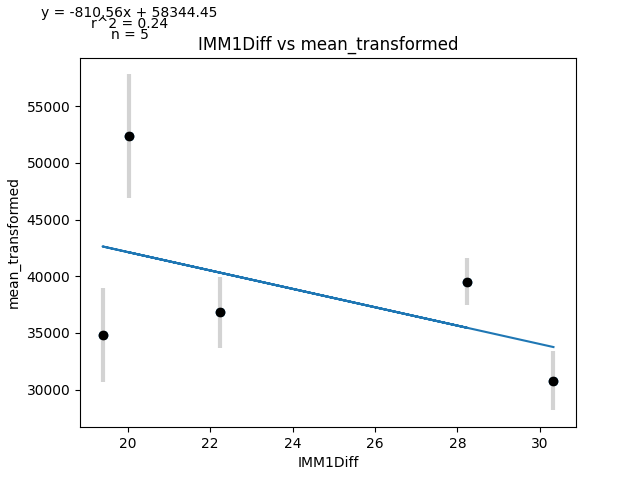 y = -810.56x + 58344.45
r^2 = 0.24
n = 5
IMM1Diff vs mean_transformed
55000
50000
45000
40000
35000
30000
mean_transformed
20 22 24 26 28 30
IMM1Diff